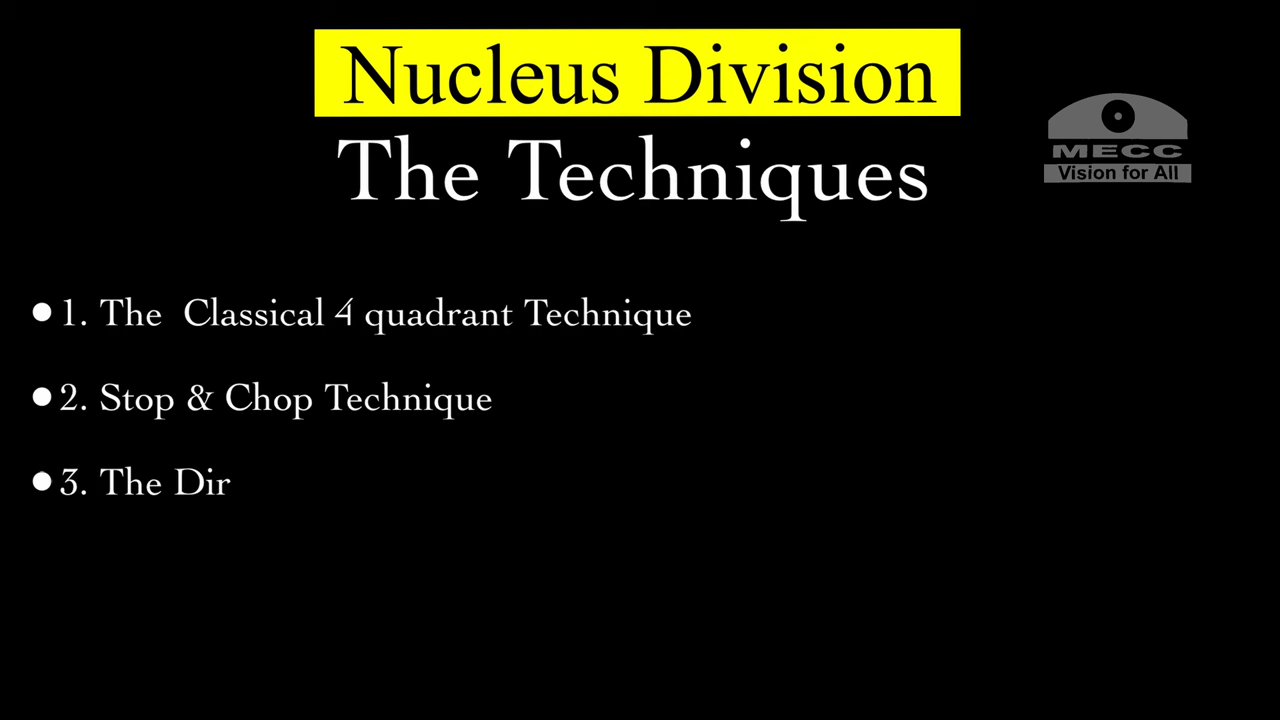 Nucleus Division
The Techniques
MECC
Vision for All
•1. The Classical 4 quadrant Technique
•2. Stop & Chop Technique
•3. The Dir